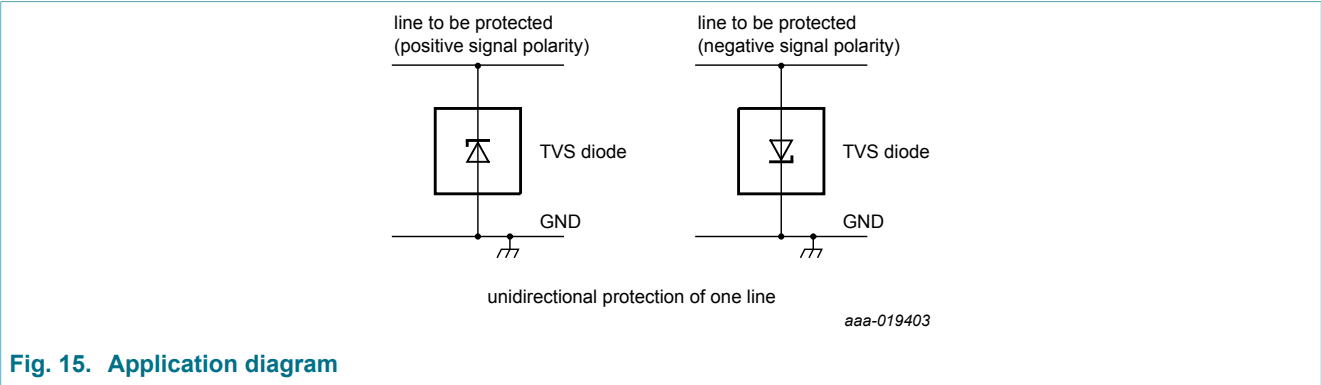 line to be protected
(positive signal polarity)
line to be protected
(negative signal polarity)
TVS diode
TVS diode
GND
GND
unidirectional protection of one line
aaa-019403
Fig. 15. Application diagram